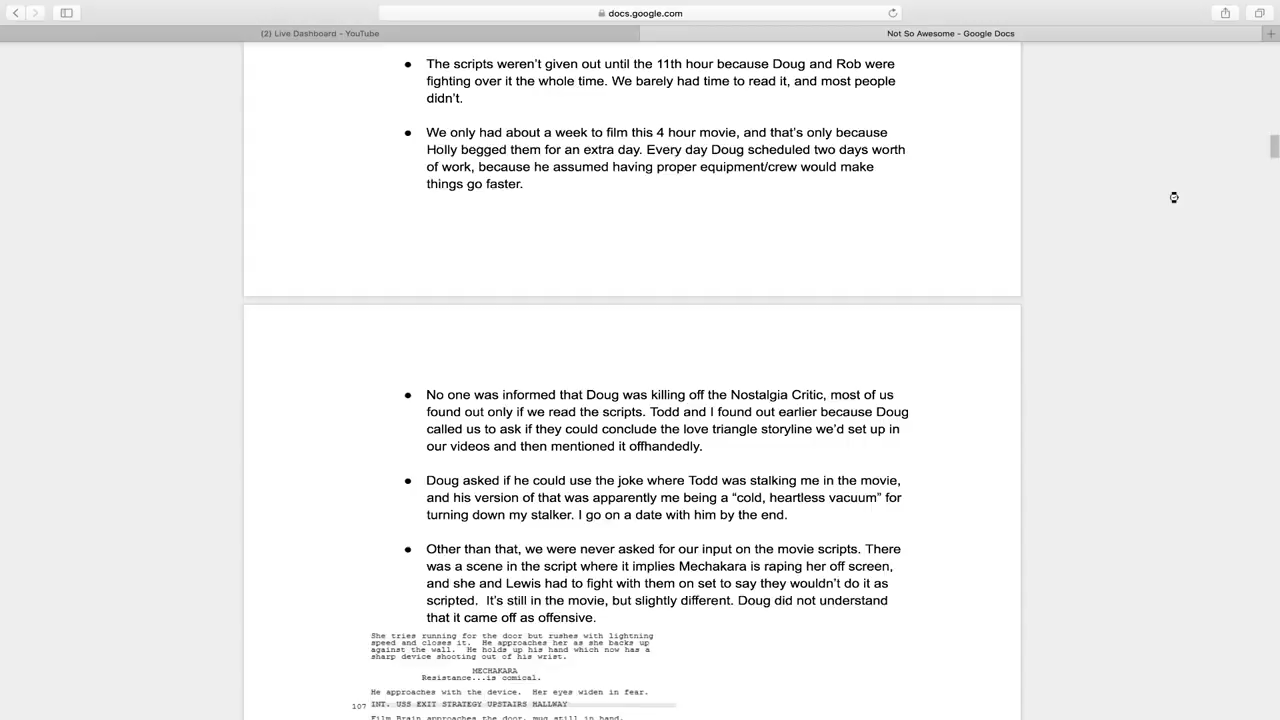 docs.google.com
(2) Live Dashboard - YouTube
Not So Awesome - Google Docs
● The scripts weren't given out until the 11th hour because Doug and Rob were
fighting over it the whole time. We barely had time to read it, and most people
didn't.
● We only had about a week to film this 4 hour movie, and that's only because
Holly begged them for an extra day. Every day Doug scheduled two days worth
of work, because he assumed having proper equipment/crew would make
things go faster.
● No one was informed that Doug was killing off the Nostalgia Critic, most of us
found out only if we read the scripts. Todd and I found out earlier because Doug
called us to ask if they could conclude the love triangle storyline we'd set up in
our videos and then mentioned it offhandedly.
● Doug asked if he could use the joke where Todd was stalking me in the movie,
and his version of that was apparently me being a “cold, heartless vacuum” for
turning down my stalker. I go on a date with him by the end.
● Other than that, we were never asked for our input on the movie scripts. There
was a scene in the script where it implies Mechakara is raping her off screen,
and she and Lewis had to fight with them on set to say they wouldn't do it as
scripted.  It's still in the movie, but slightly different. Doug did not understand
that it came off as offensive.
She tries running for the door but rushes with lightning
speed and closes it.  He approaches her as she backs up
against the wall.  He holds up his hand which now has a
sharp device shooting out of his wrist.
MECHAKARA
Resistance...is comical.
He approaches with the device.  Her eyes widen in fear.
107 INT. USS EXIT STRATEGY UPSTAIRS HALLWAY
Film Brain approaches the door, mug still in hand.